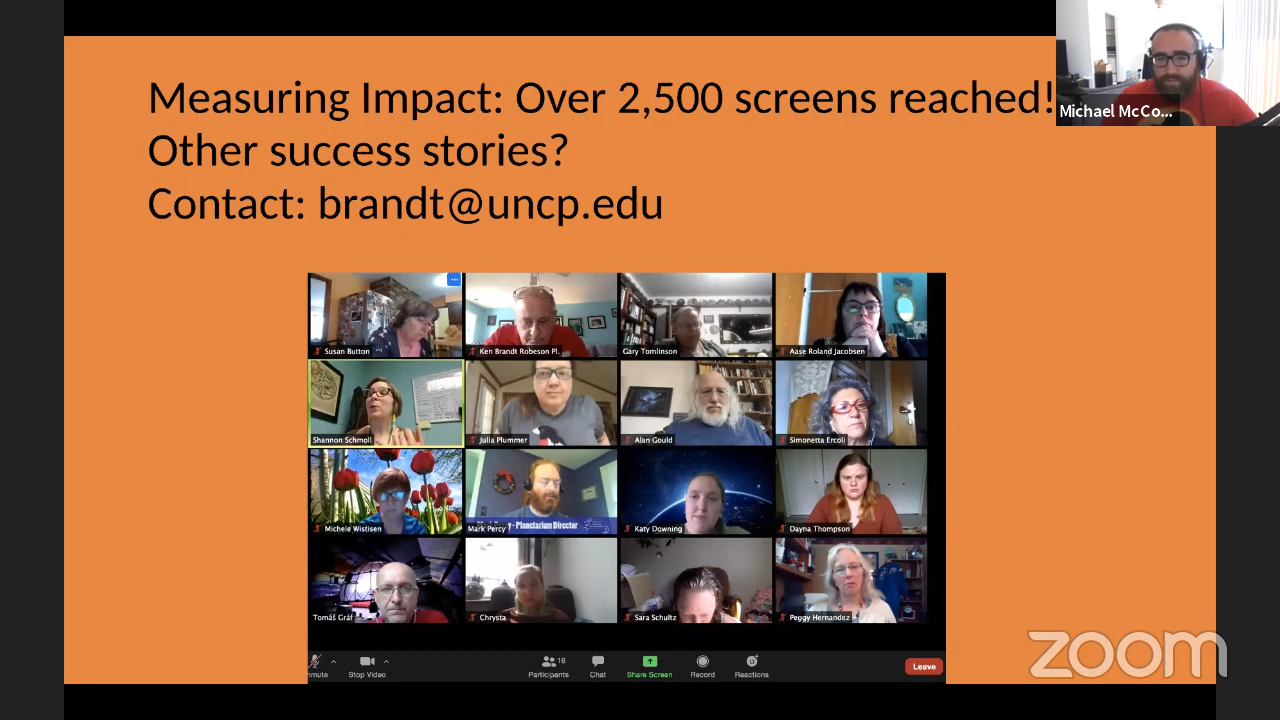 Measuring Impact: Over 2,500 screens reached!
Other success stories?
Contact: brandt@uncp.edu
Michael McCo...
Susan Button
Ken Brandt Robeson Pl.
Gary Tomlinson
Aase Roland Jacobsen
Shannon Schmoll
Julia Plummer
Alan Gould
Simonetta Ercoli
Michele Wistisen
Mark Percy
- Planetarium Director
Katy Downing
Dayna Thompson
Tomáš Gráf
Chrysta
Sara Schultz
Peggy Hernandez
mute
Stop Video
Participants
16
Chat
Share Screen
Record
Reactions
Leave
zoom